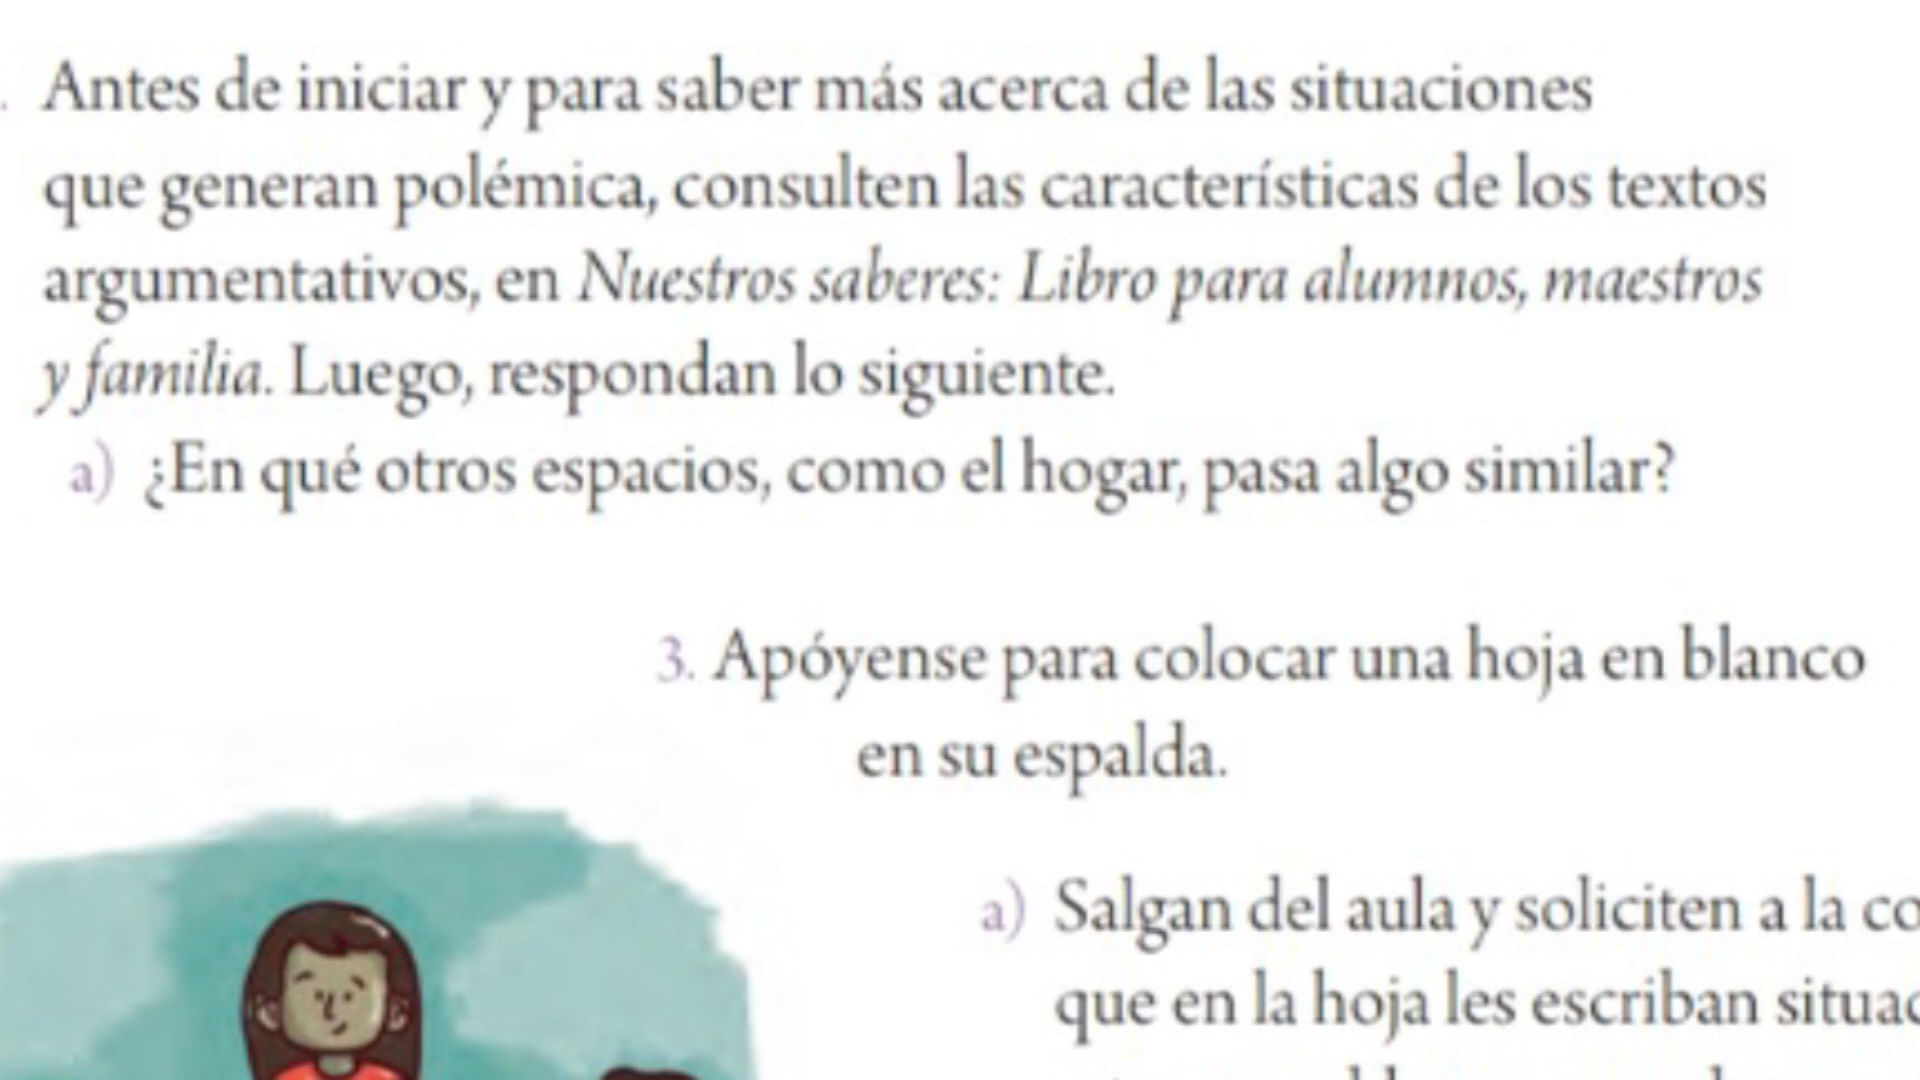 Antes de iniciar y para saber más acerca de las situaciones
que generan polémica, consulten las características de los textos
argumentativos, en Nuestros saberes: Libro para alumnos, maestros
y familia. Luego, respondan lo siguiente.
a) ¿En qué otros espacios, como el hogar, pasa algo similar?
3. Apóyense para colocar una hoja en blanco
en su espalda.
a) Salgan del aula y soliciten a la
que en la hoja les escriban